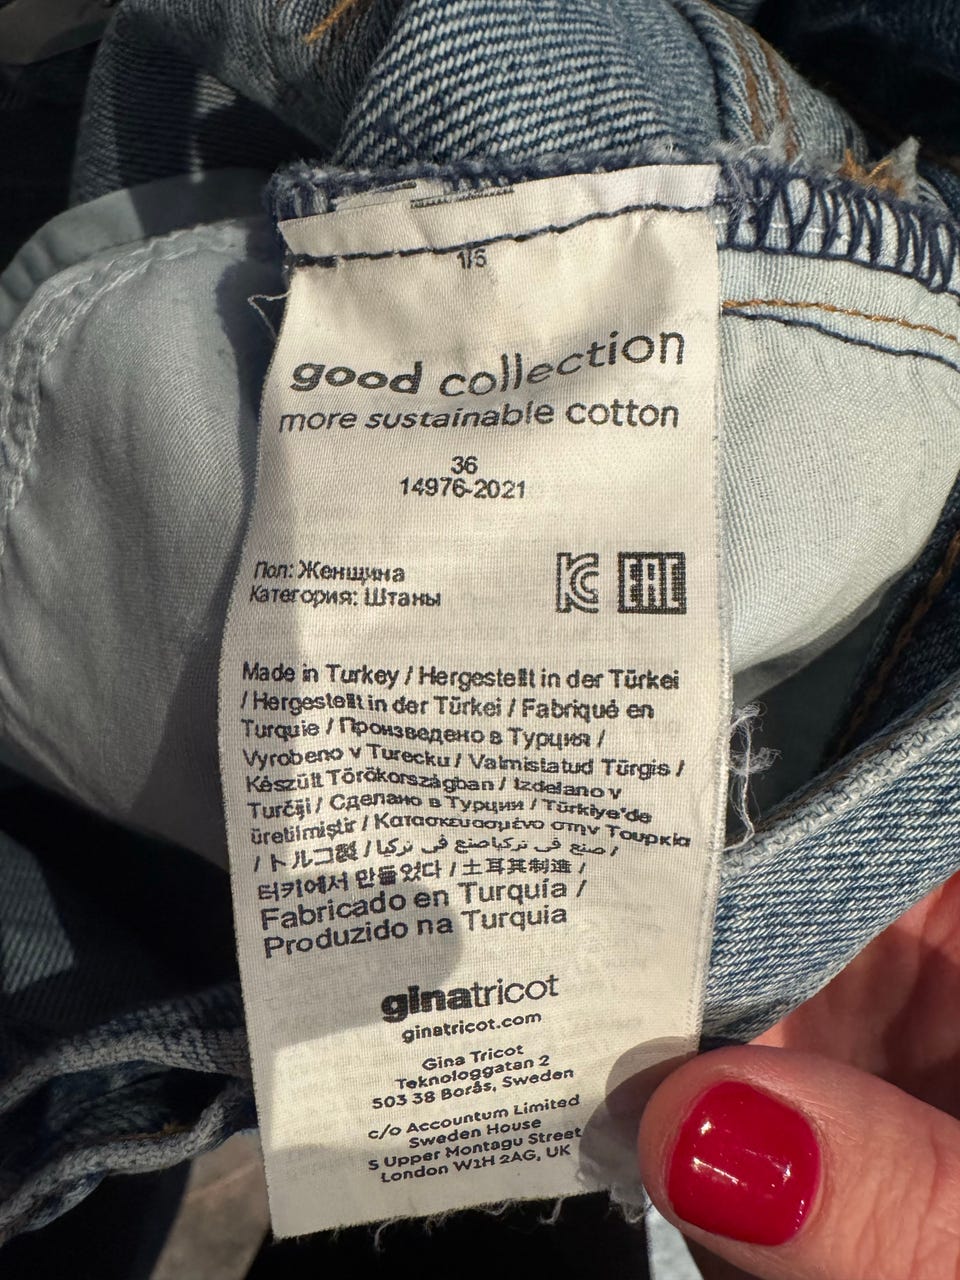 1/5
good collection
more sustainable cotton
36
14976-2021
Пол: Женщина
Категория: Штаны
KC EAC
Made in Turkey / Hergestellt in der Türkei
/ Hergestellt in der Türkei / Fabriqué en
Turquie / Произведено в Турция /
Vyrobeno v Turecku / Valmistatud Türgis /
Készült Törökországban / Izdelano v
Turčiji / Сделано в Турции / Türkiye'de
üretilmiştir / Κατασκευασμένο στην Τουρκία
/ トルコ製 / صنع في تركياصنع في تركيا /
터키에서 만들었다 / 土耳其制造 /
Fabricado en Turquía /
Produzido na Turquia
ginatricot
ginatricot.com
Gina Tricot
Teknologgatan 2
503 38 Borås, Sweden
c/o Accountum Limited
Sweden House
5 Upper Montagu Street
London W1H 2AG, UK